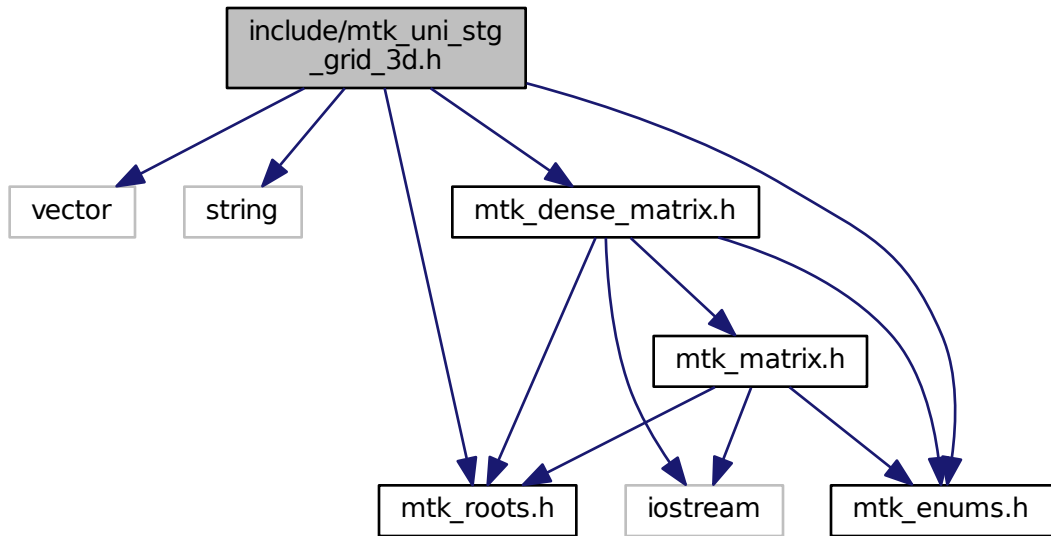 include/mtk_uni_stg
_grid_3d.h
vector
string
mtk_dense_matrix.h
mtk_matrix.h
mtk_roots.h
iostream
mtk_enums.h